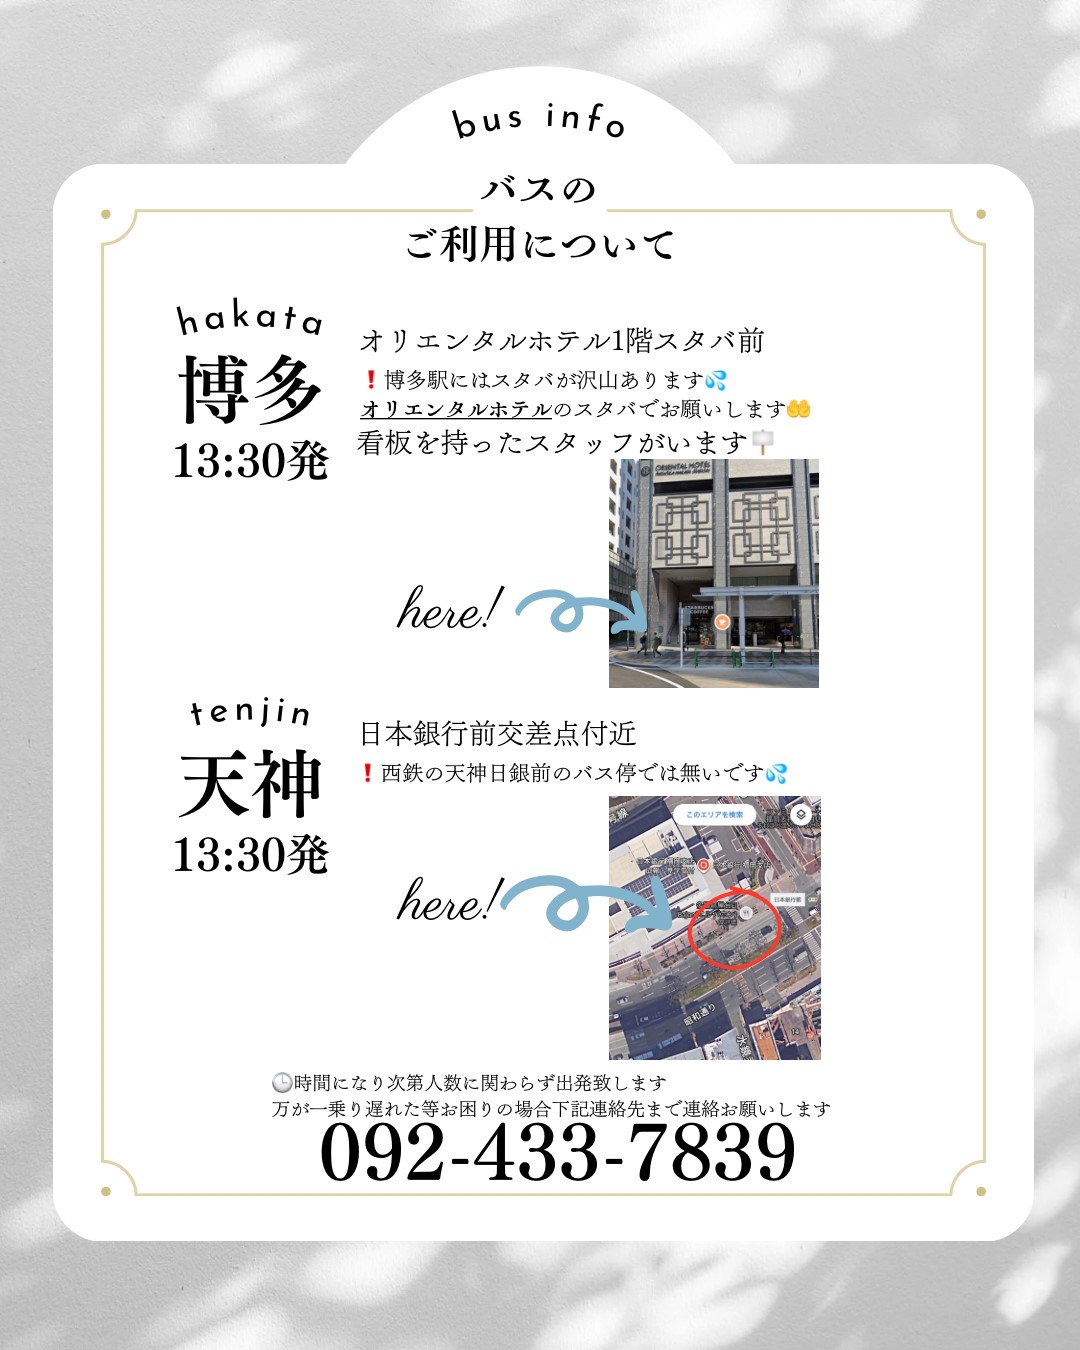 bus info
バスの
ご利用について
hakata
博多
13:30発
オリエンタルホテル1階スタバ前
❗博多駅にはスタバが沢山あります💦
オリエンタルホテルのスタバでお願いします🤲
看板を持ったスタッフがいます🪧
ORIENTAL HOTEL
STARBUCKS
COFFEE
here!
tenjin
天神
13:30発
日本銀行前交差点付近
❗西鉄の天神日銀前のバス停では無いです💦
号線
このエリアを検索
日本銀行前
here!
昭和通り
🕒時間になり次第人数に関わらず出発致します
万が一乗り遅れた等お困りの場合下記連絡先まで連絡お願いします
092-433-7839